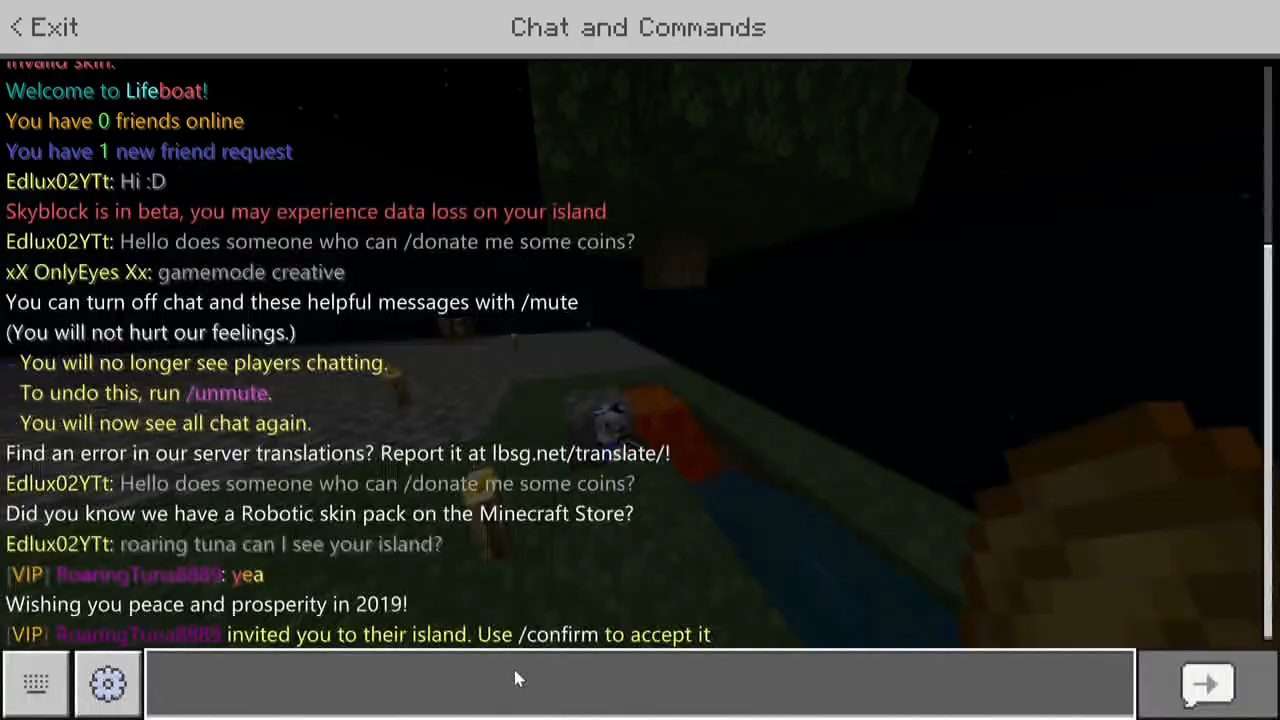 < Exit
Chat and Commands
Invalid skin.
Welcome to Lifeboat!
You have 0 friends online
You have 1 new friend request
Edlux02YTt: Hi :D
Skyblock is in beta, you may experience data loss on your island
Edlux02YTt: Hello does someone who can /donate me some coins?
xX OnlyEyes Xx: gamemode creative
You can turn off chat and these helpful messages with /mute
(You will not hurt our feelings.)
- You will no longer see players chatting.
- To undo this, run /unmute.
- You will now see all chat again.
Find an error in our server translations? Report it at lbsg.net/translate/!
Edlux02YTt: Hello does someone who can /donate me some coins?
Did you know we have a Robotic skin pack on the Minecraft Store?
Edlux02YTt: roaring tuna can I see your island?
[VIP] RoaringTuna8889: yea
Wishing you peace and prosperity in 2019!
[VIP] RoaringTuna8889 invited you to their island. Use /confirm to accept it